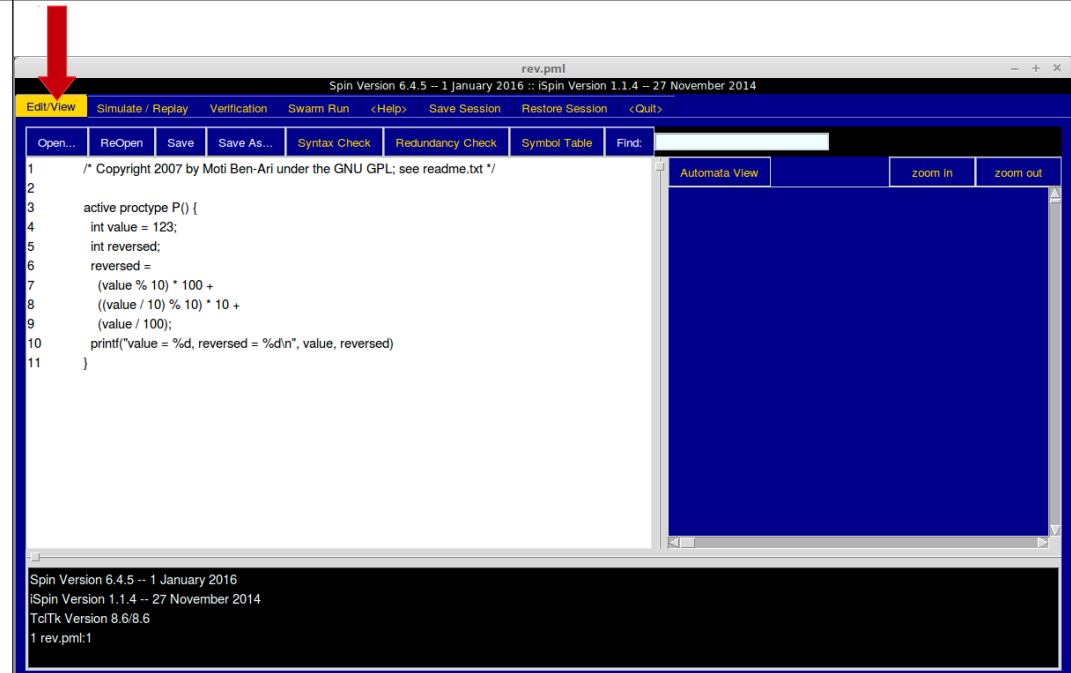 rev.pml
Spin Version 6.4.5 -- 1 January 2016 :: iSpin Version 1.1.4 -- 27 November 2014
Edit/View Simulate / Replay Verification Swarm Run <Help> Save Session Restore Session <Quit>
Open... ReOpen Save Save As... Syntax Check Redundancy Check Symbol Table Find:
Automata View zoom in zoom out
1 /* Copyright 2007 by Moti Ben-Ari under the GNU GPL; see readme.txt */
2
3 active proctype P() {
4 int value = 123;
5 int reversed;
6 reversed =
7 (value % 10) * 100 +
8 ((value / 10) % 10) * 10 +
9 (value / 100);
10 printf("value = %d, reversed = %d\n", value, reversed)
11 }
Spin Version 6.4.5 -- 1 January 2016
iSpin Version 1.1.4 -- 27 November 2014
TclTk Version 8.6/8.6
1 rev.pml:1